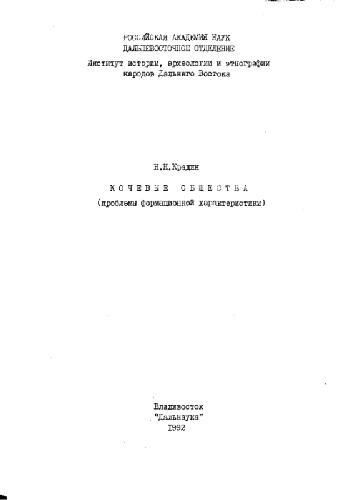 РОССИЙСКАЯ АКАДЕМИЯ НАУК
ДАЛЬНЕВОСТОЧНОЕ ОТДЕЛЕНИЕ
Институт истории, археологии и этнографии
народов Дальнего Востока
Н.Н.Крадин
КОЧЕВЫЕ ОБЩЕСТВА
(проблемы формационной характеристики)
Владивосток
"Дальнаука"
1992